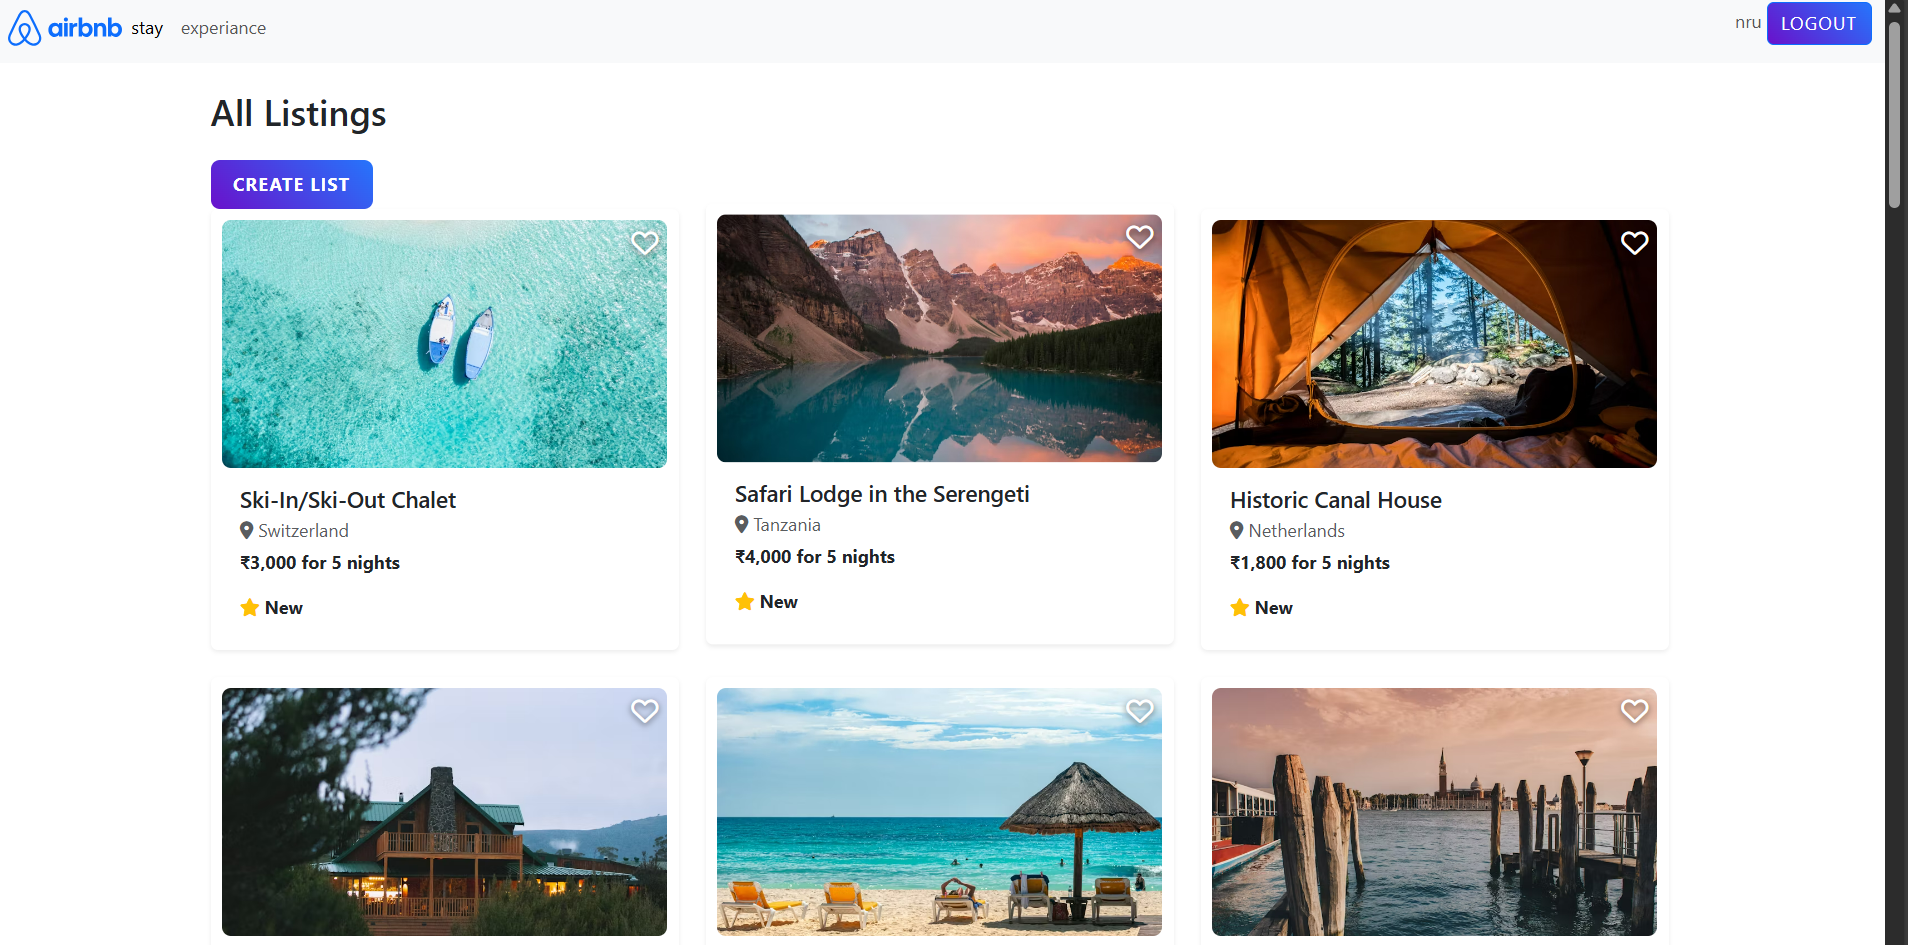 airbnb stay experiance nru LOGOUT
All Listings
CREATE LIST
Ski-In/Ski-Out Chalet
Switzerland
₹3,000 for 5 nights
New
Safari Lodge in the Serengeti
Tanzania
₹4,000 for 5 nights
New
Historic Canal House
Netherlands
₹1,800 for 5 nights
New